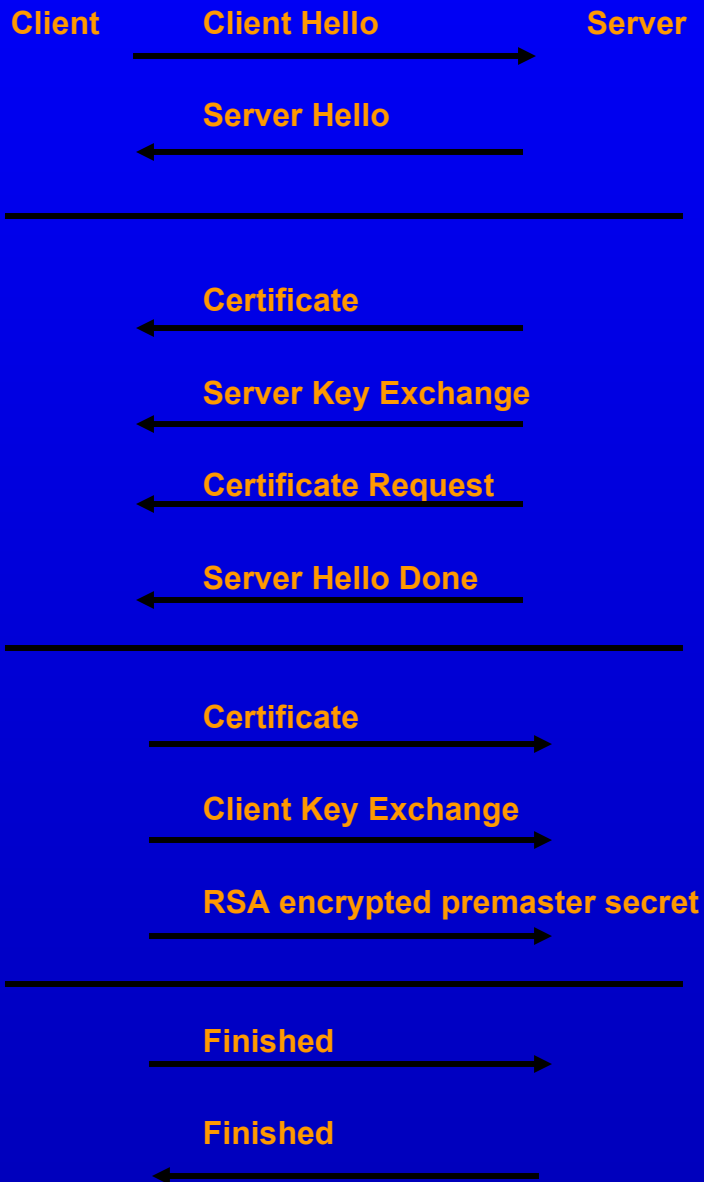 Client Client Hello Server
Server Hello
Certificate
Server Key Exchange
Certificate Request
Server Hello Done
Certificate
Client Key Exchange
RSA encrypted premaster secret
Finished
Finished